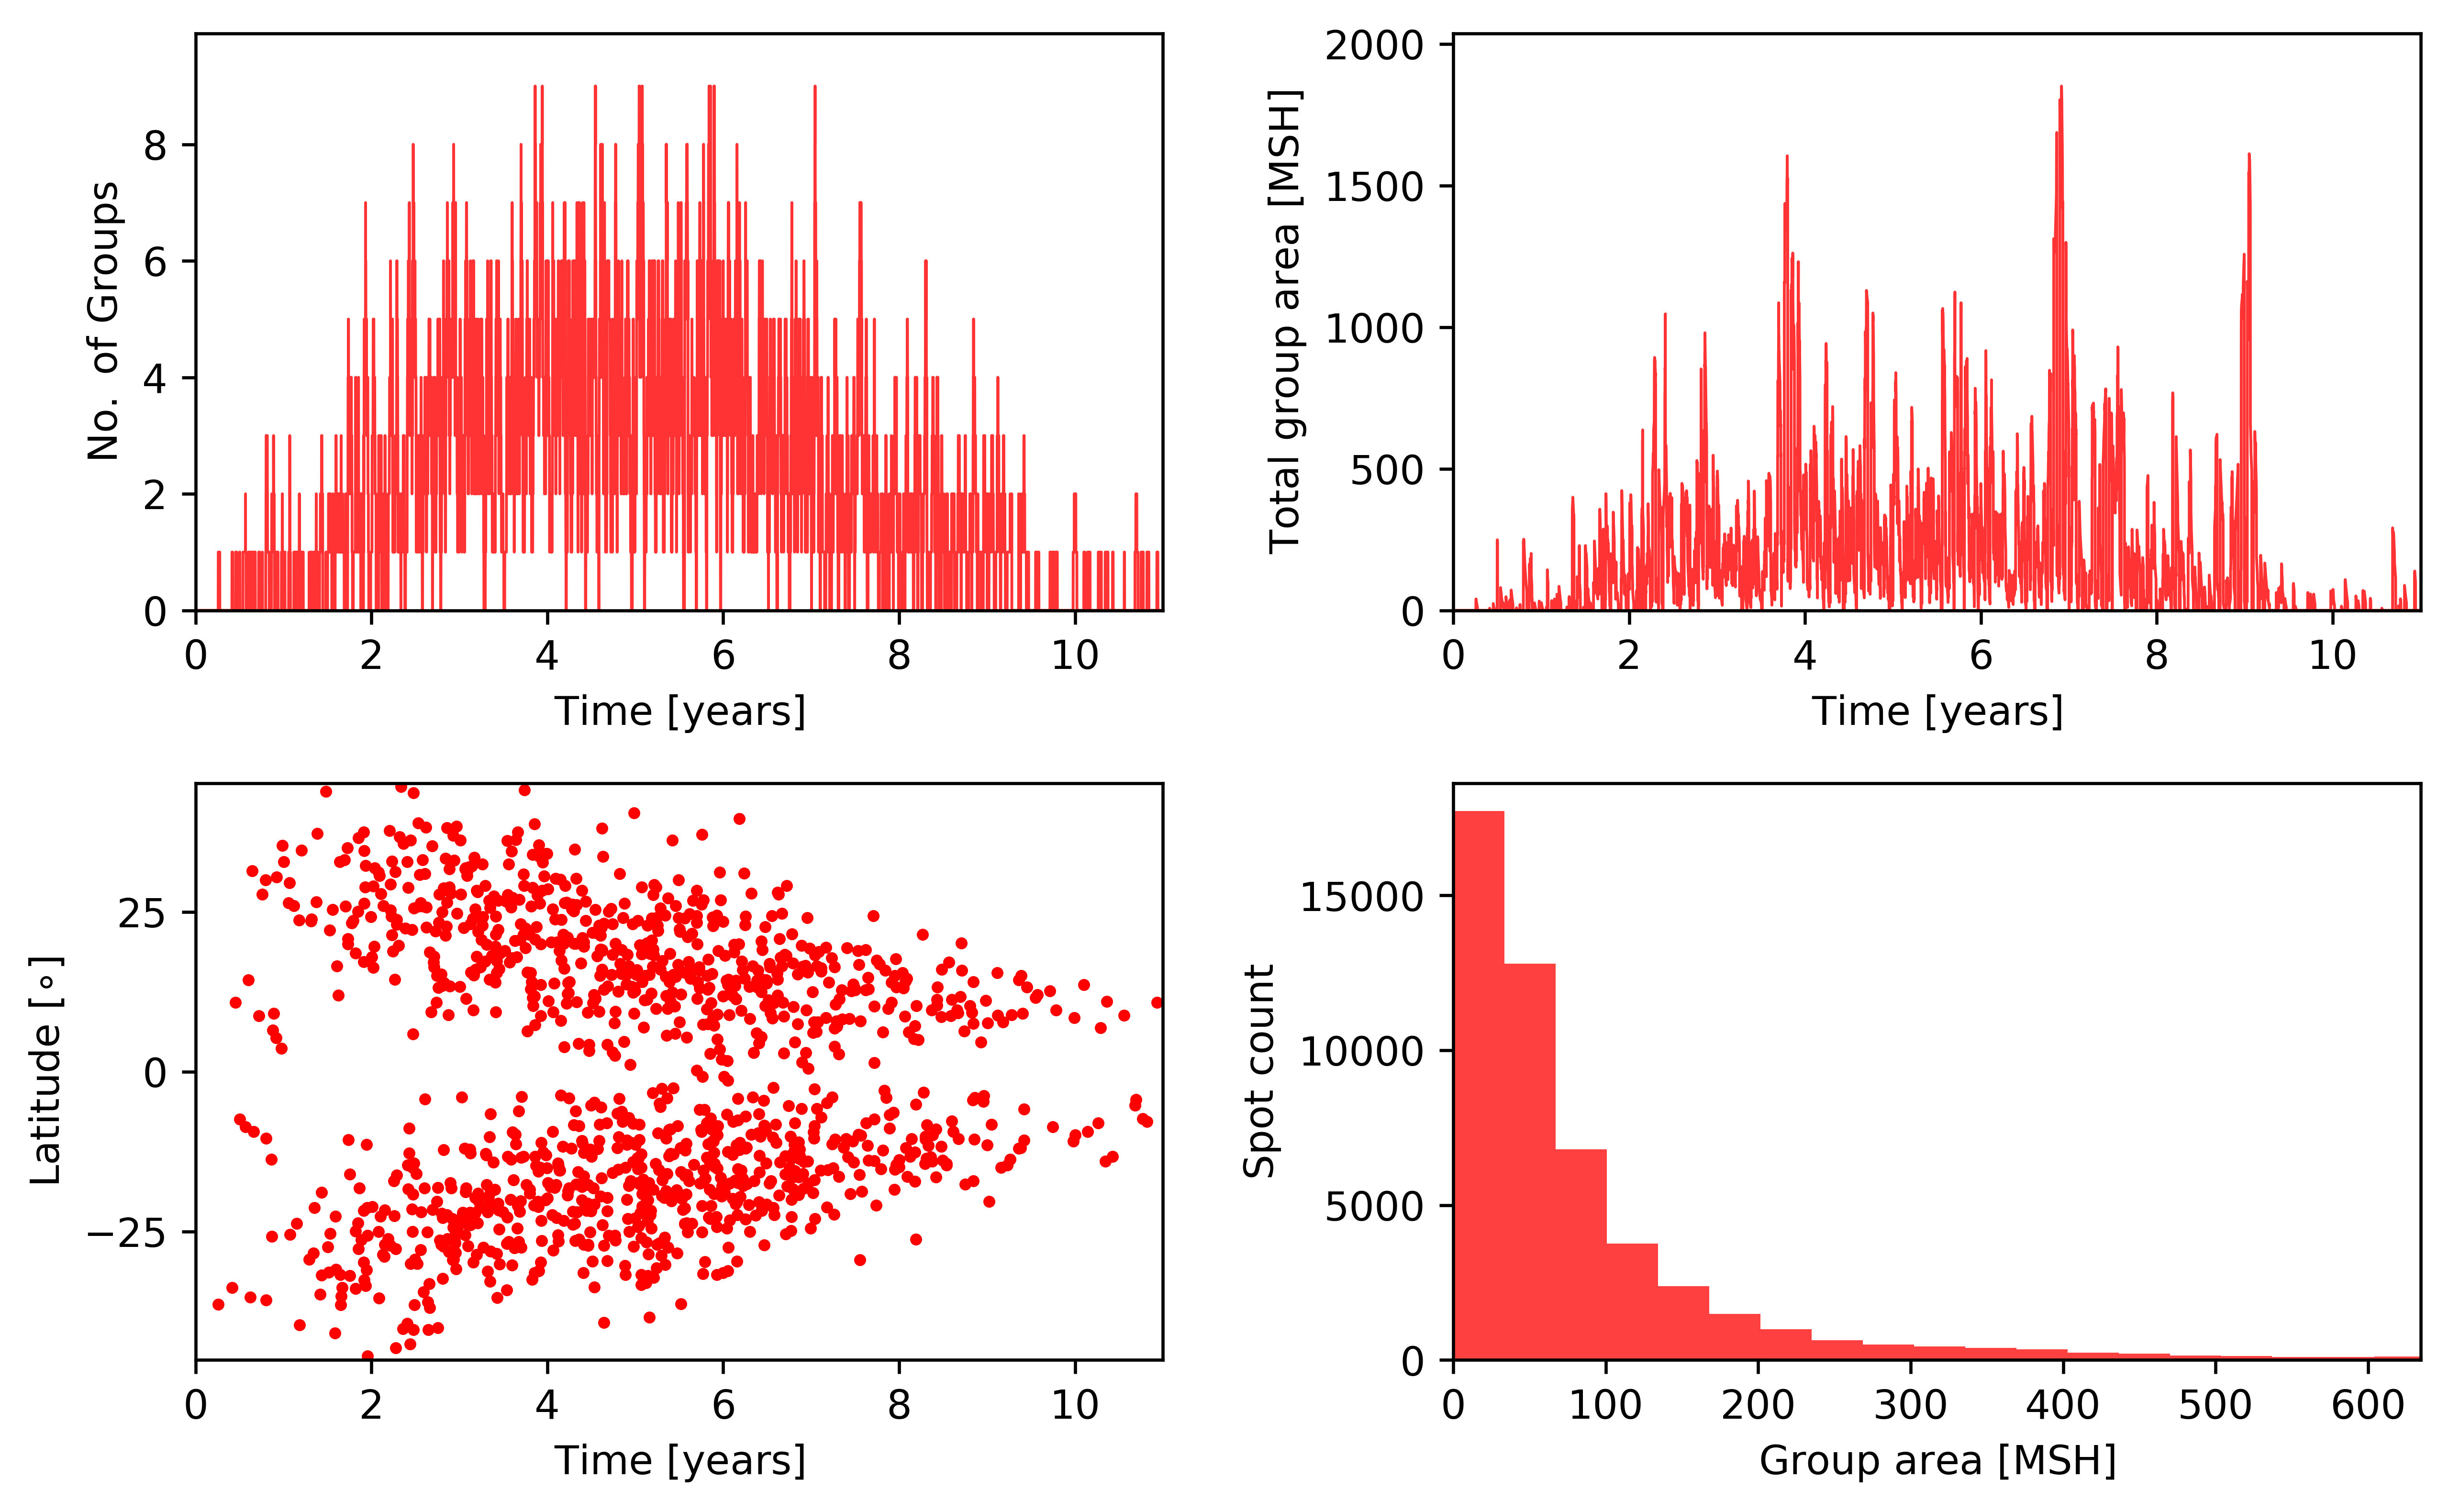 No. of Groups
8
6
4
2
0
0 2 4 6 8 10
Time [years]
Total group area [MSH]
2000
1500
1000
500
0
0 2 4 6 8 10
Time [years]
Latitude [∘]
25
0
−25
0 2 4 6 8 10
Time [years]
Spot count
15000
10000
5000
0
0 100 200 300 400 500 600
Group area [MSH]